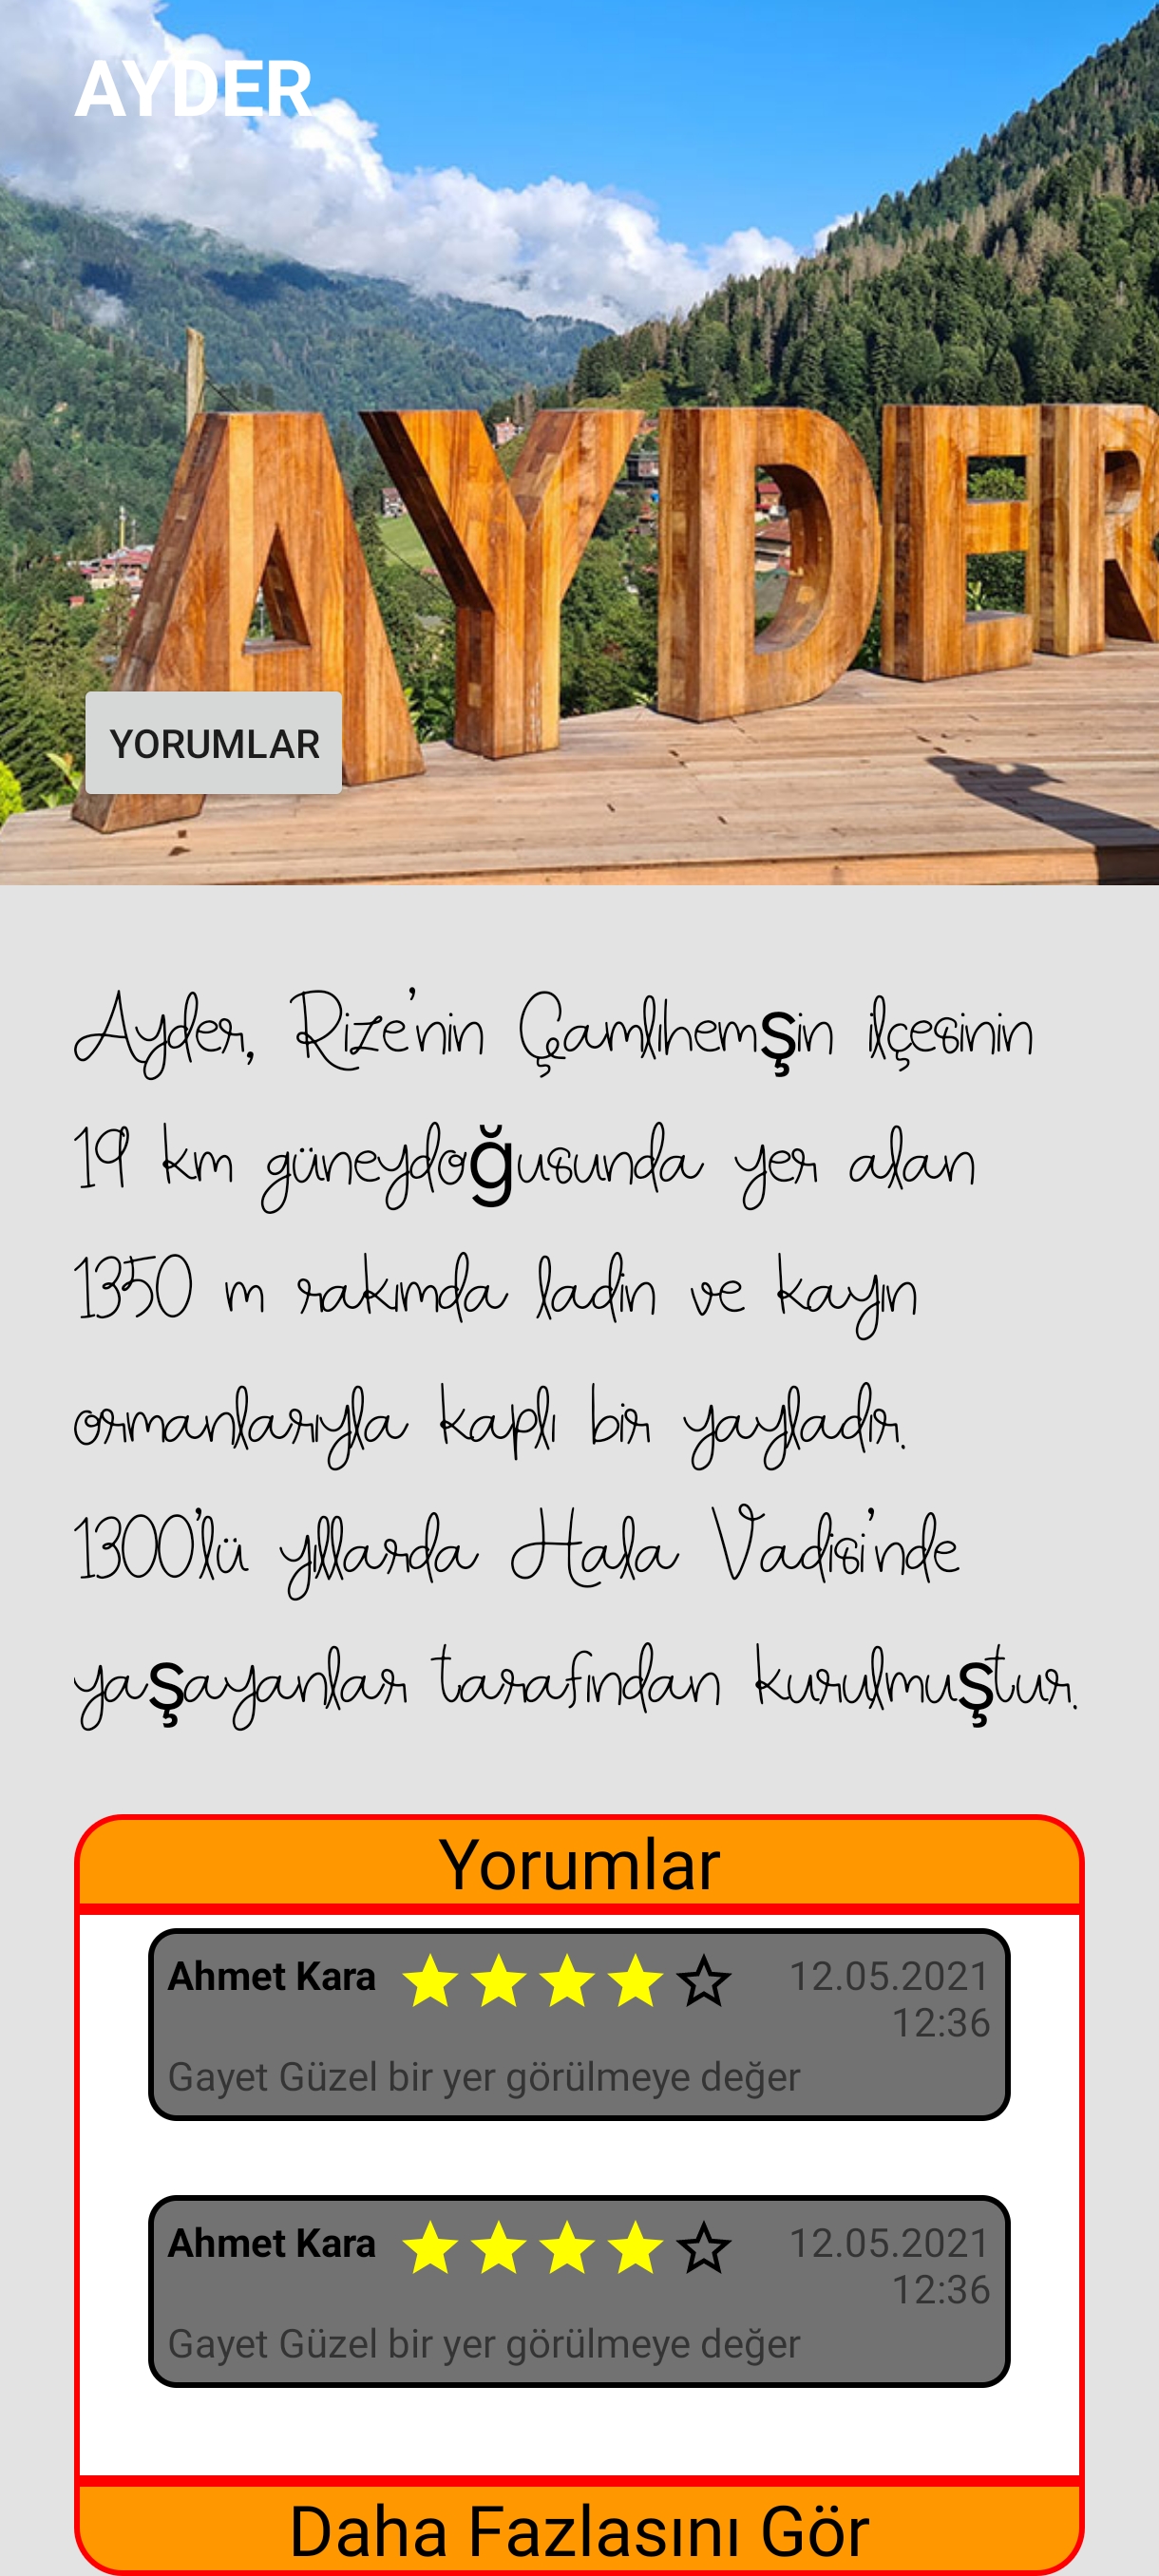 AYDER
AYDER
YORUMLAR
Ayder, Rize'nin Çamlıhemşin ilçesinin
19 km güneydoğusunda yer alan
1350 m rakımda ladin ve kayın
ormanlarıyla kaplı bir yayladır.
1300'lü yıllarda Hala Vadisi'nde
yaşayanlar tarafından kurulmuştur.
Yorumlar
Ahmet Kara 12.05.2021
12:36
Gayet Güzel bir yer görülmeye değer
Ahmet Kara 12.05.2021
12:36
Gayet Güzel bir yer görülmeye değer
Daha Fazlasını Gör